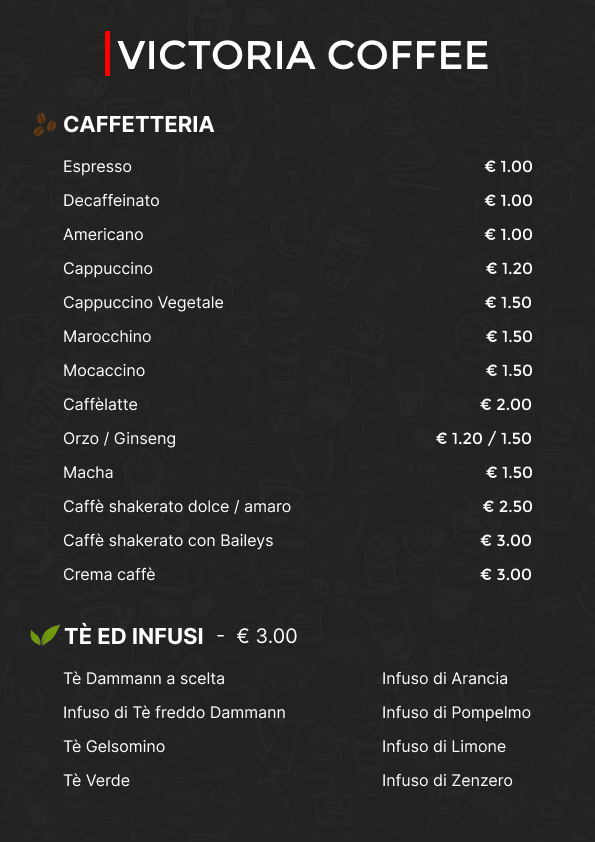 VICTORIA COFFEE
CAFFETTERIA
Espresso € 1.00
Decaffeinato € 1.00
Americano € 1.00
Cappuccino € 1.20
Cappuccino Vegetale € 1.50
Marocchino € 1.50
Mocaccino € 1.50
Caffèlatte € 2.00
Orzo / Ginseng € 1.20 / 1.50
Macha € 1.50
Caffè shakerato dolce / amaro € 2.50
Caffè shakerato con Baileys € 3.00
Crema caffè € 3.00
TÈ ED INFUSI - € 3.00
Tè Dammann a scelta Infuso di Arancia
Infuso di Tè freddo Dammann Infuso di Pompelmo
Tè Gelsomino Infuso di Limone
Tè Verde Infuso di Zenzero